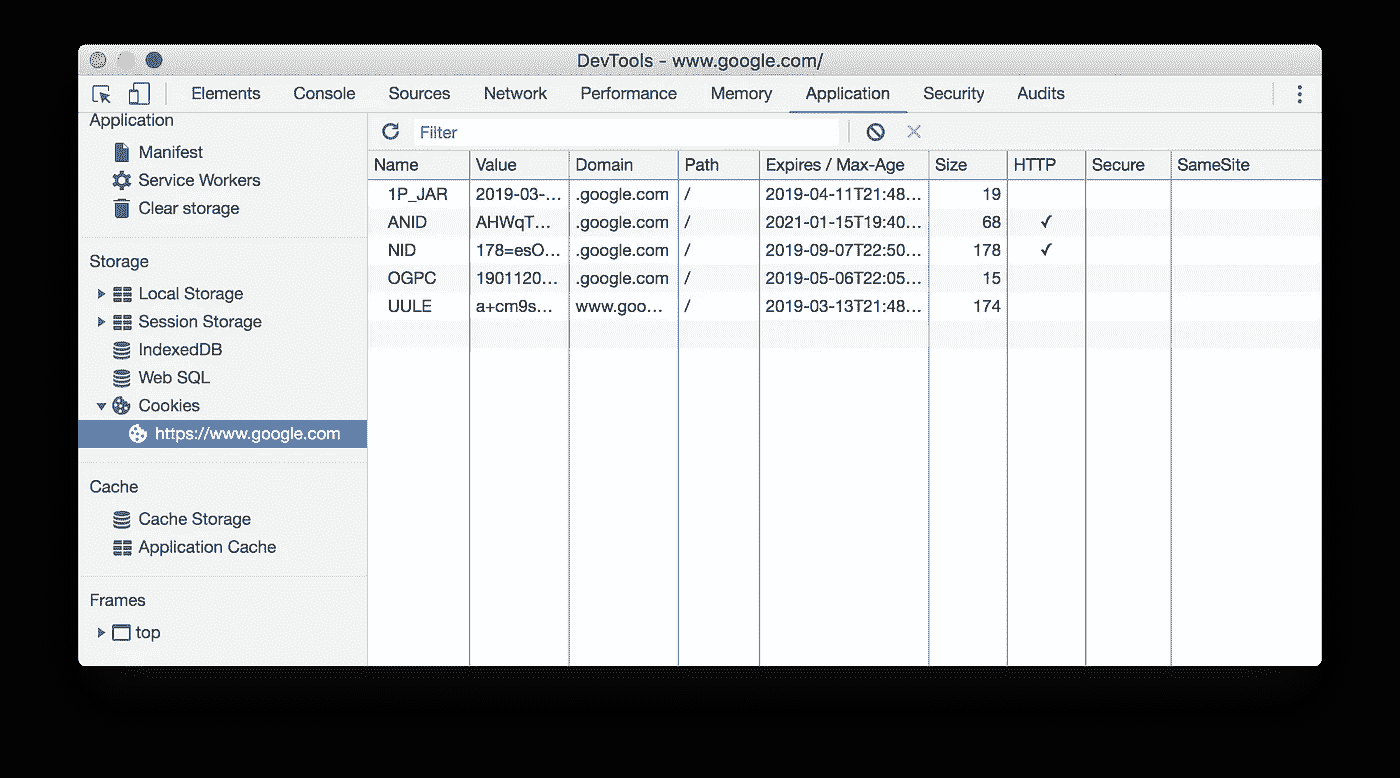 DevTools - www.google.com/
Elements Console Sources Network Performance Memory Application Security Audits
Application
Manifest
Service Workers
Clear storage
Storage
Local Storage
Session Storage
IndexedDB
Web SQL
Cookies
https://www.google.com
Cache
Cache Storage
Application Cache
Frames
top
Filter
Name Value Domain Path Expires / Max-Age Size HTTP Secure SameSite
1P_JAR 2019-03-... .google.com / 2019-04-11T21:48... 19
ANID AHWqT... .google.com / 2021-01-15T19:40... 68 ✓
NID 178=esO... .google.com / 2019-09-07T22:50... 178 ✓
OGPC 1901120... .google.com / 2019-05-06T22:05... 15
UULE a+cm9s... www.goo... / 2019-03-13T21:48... 174